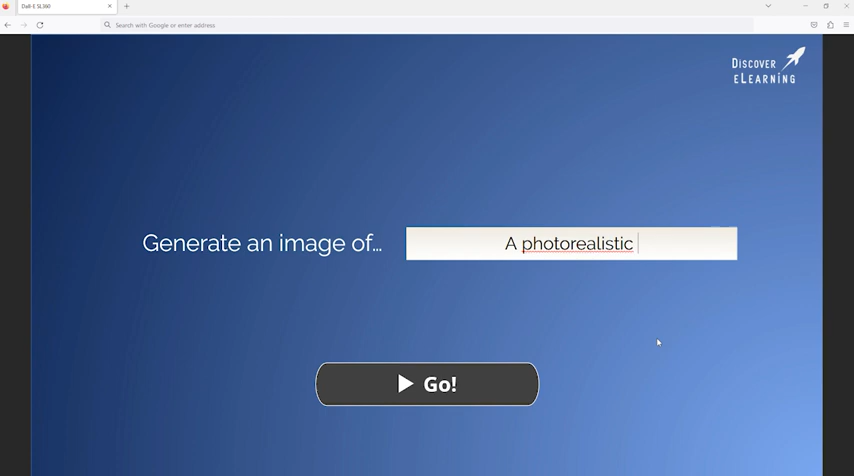 Dall-E SL360
Search with Google or enter address
DISCOVER
eLEARNING
Generate an image of...
A photorealistic
Go!